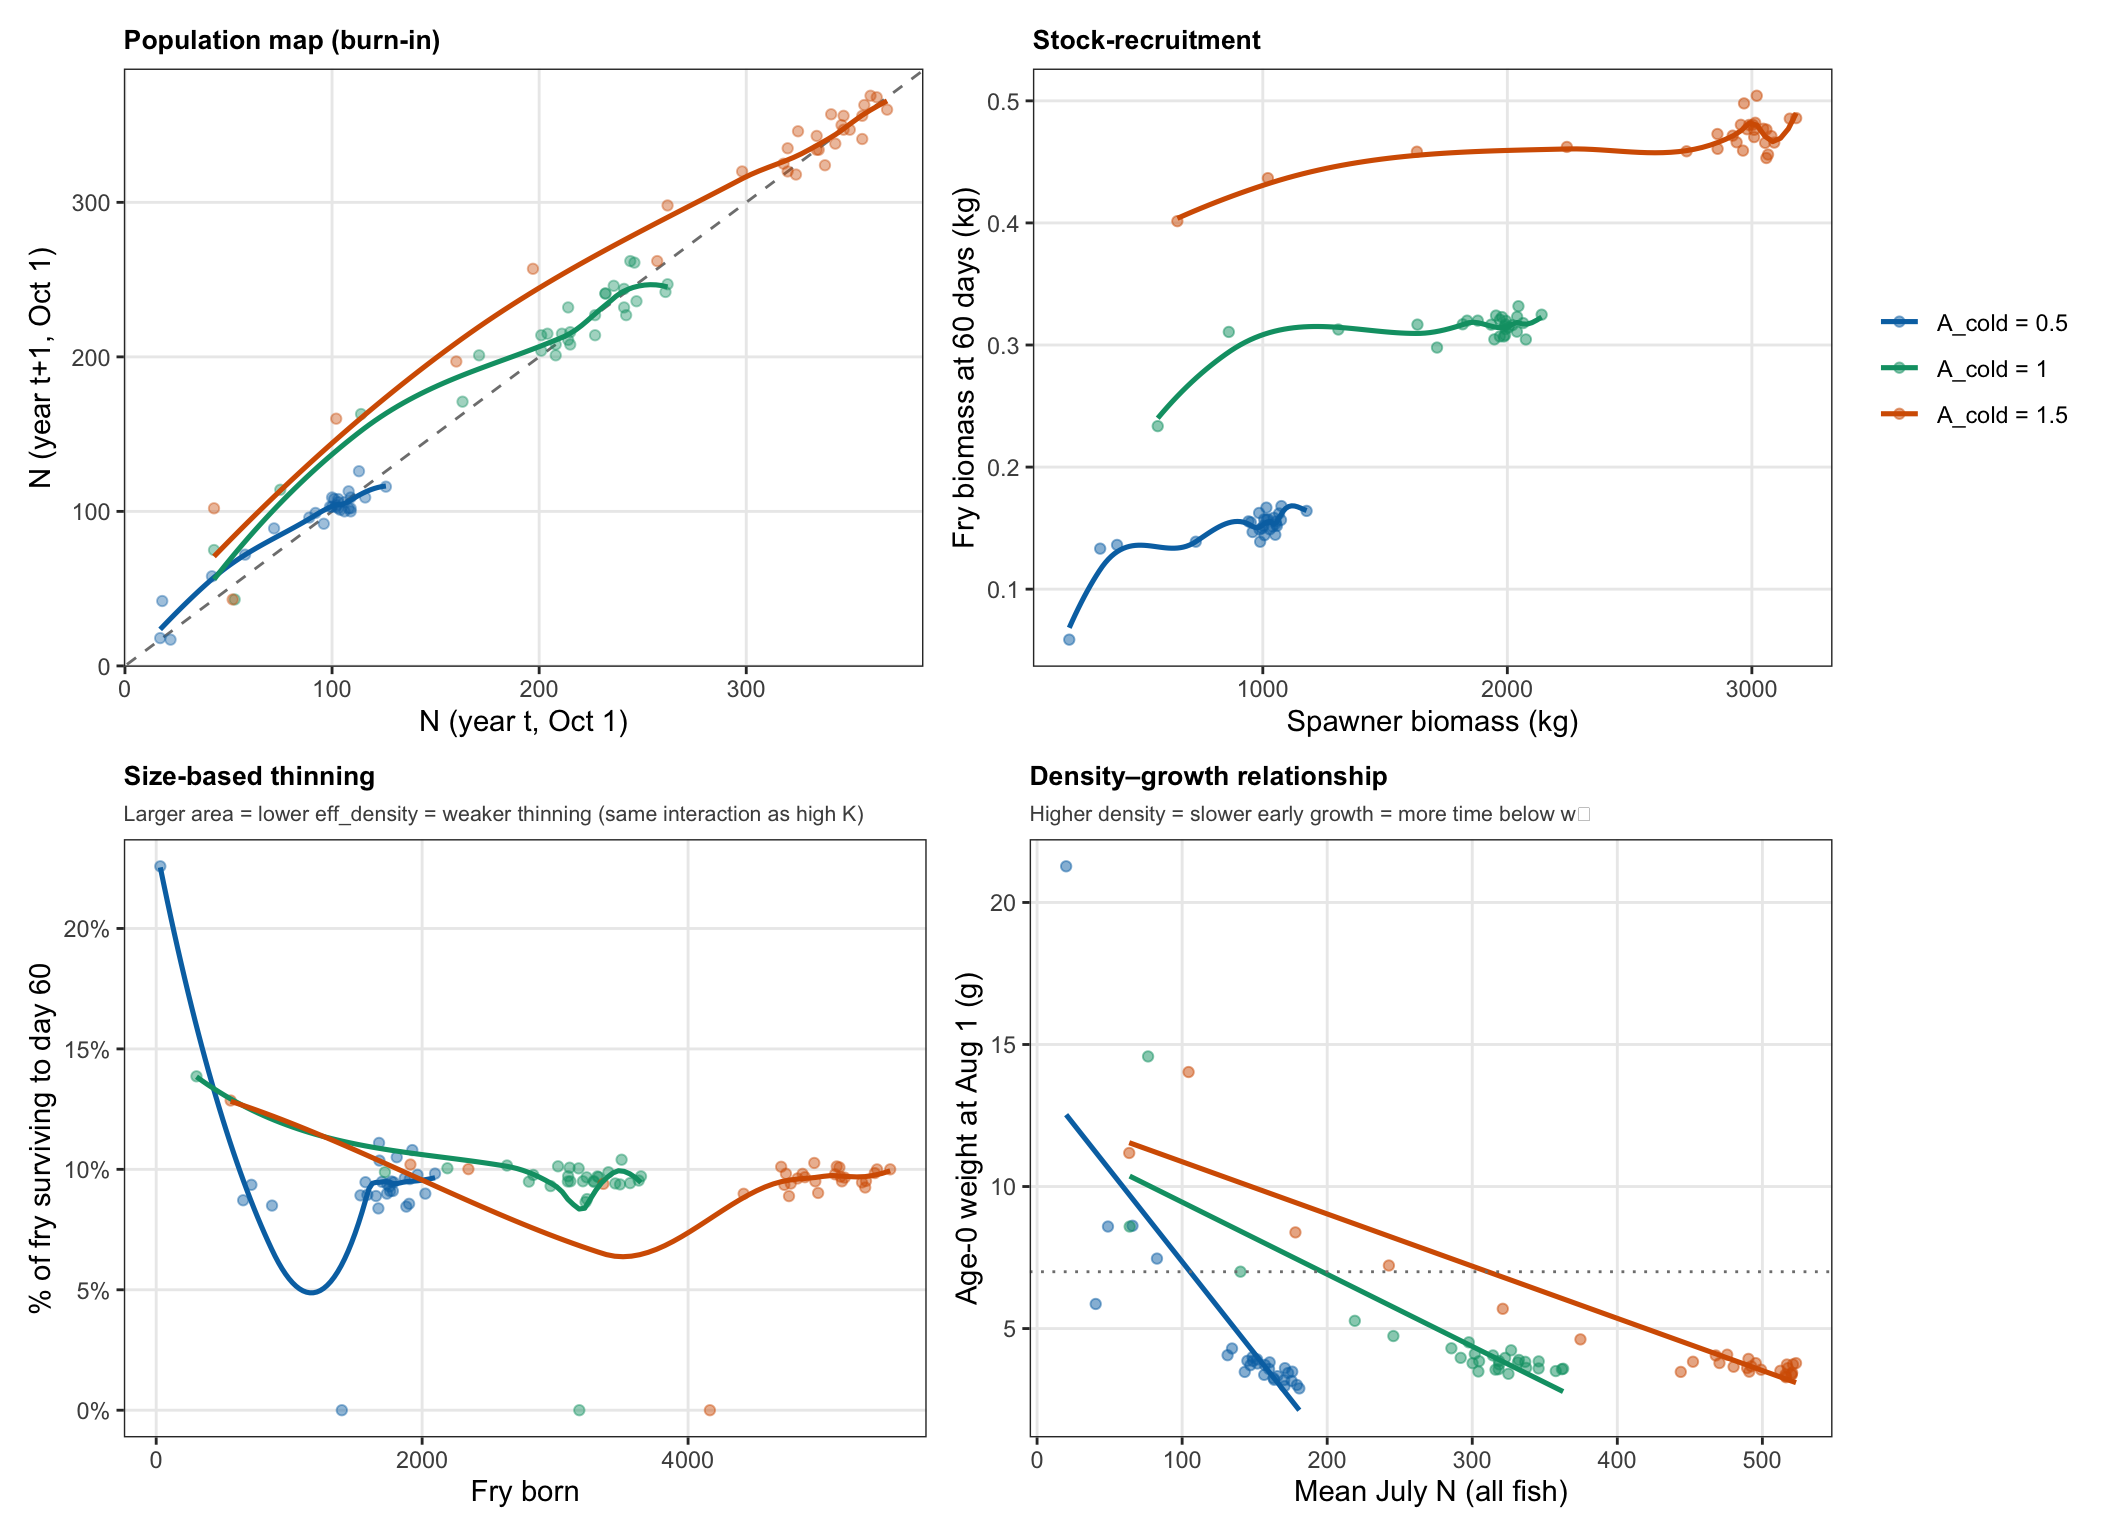 Population map (burn-in)
N (year t+1, Oct 1)
300
200
100
0
0
100
200
300
N (year t, Oct 1)
Stock-recruitment
Fry biomass at 60 days (kg)
0.5
0.4
0.3
0.2
0.1
1000
2000
3000
Spawner biomass (kg)
A_cold = 0.5
A_cold = 1
A_cold = 1.5
Size-based thinning
Larger area = lower eff_density = weaker thinning (same interaction as high K)
% of fry surviving to day 60
20%
15%
10%
5%
0%
0
2000
4000
Fry born
Density–growth relationship
Higher density = slower early growth = more time below w□
Age-0 weight at Aug 1 (g)
20
15
10
5
0
100
200
300
400
500
Mean July N (all fish)